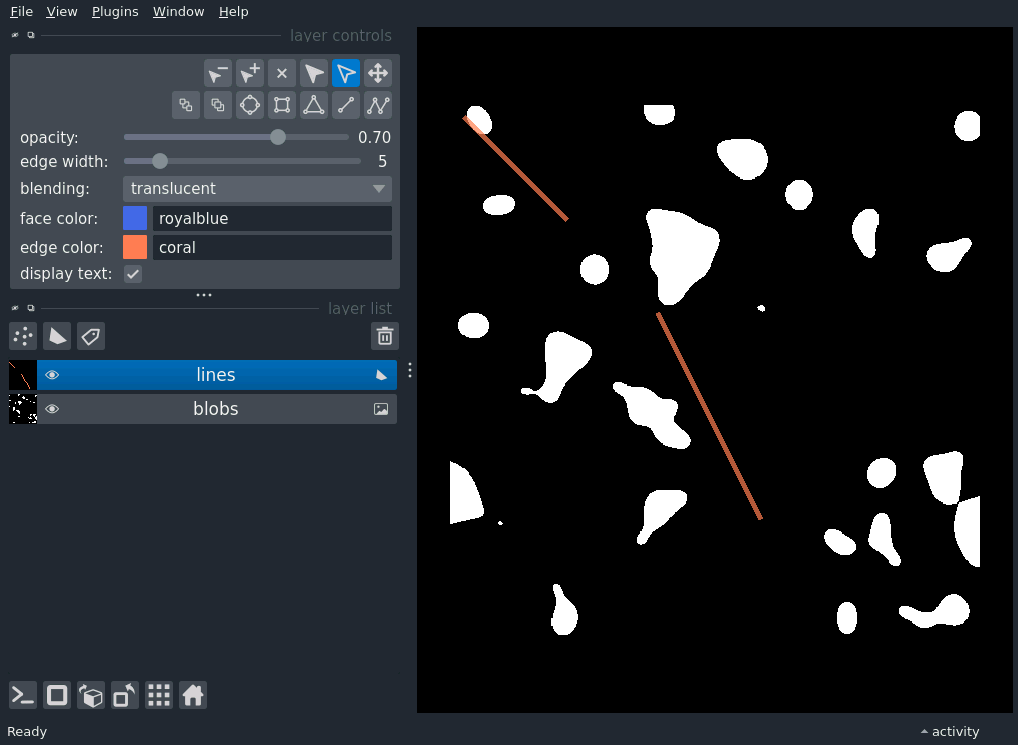 File View Plugins Window Help
layer controls
opacity: 0.70
edge width: 5
blending: translucent
face color: royalblue
edge color: coral
display text:
layer list
lines
blobs
Ready
activity